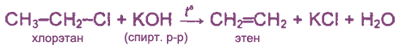 CH₃–CH₂–Cl + KOH t° → CH₂=CH₂ + KCl + H₂O
хлорэтан (спирт. р-р) этен